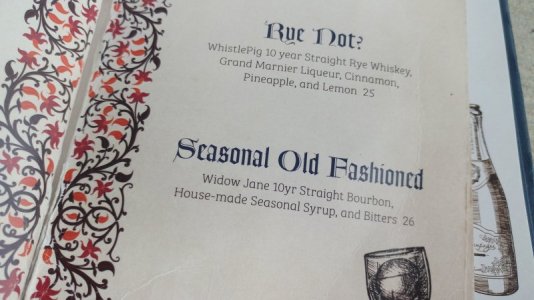 Rye Not?
WhistlePig 10 year Straight Rye Whiskey,
Grand Marnier Liqueur, Cinnamon,
Pineapple, and Lemon 25
Seasonal Old Fashioned
Widow Jane 10yr Straight Bourbon,
House-made Seasonal Syrup, and Bitters 26